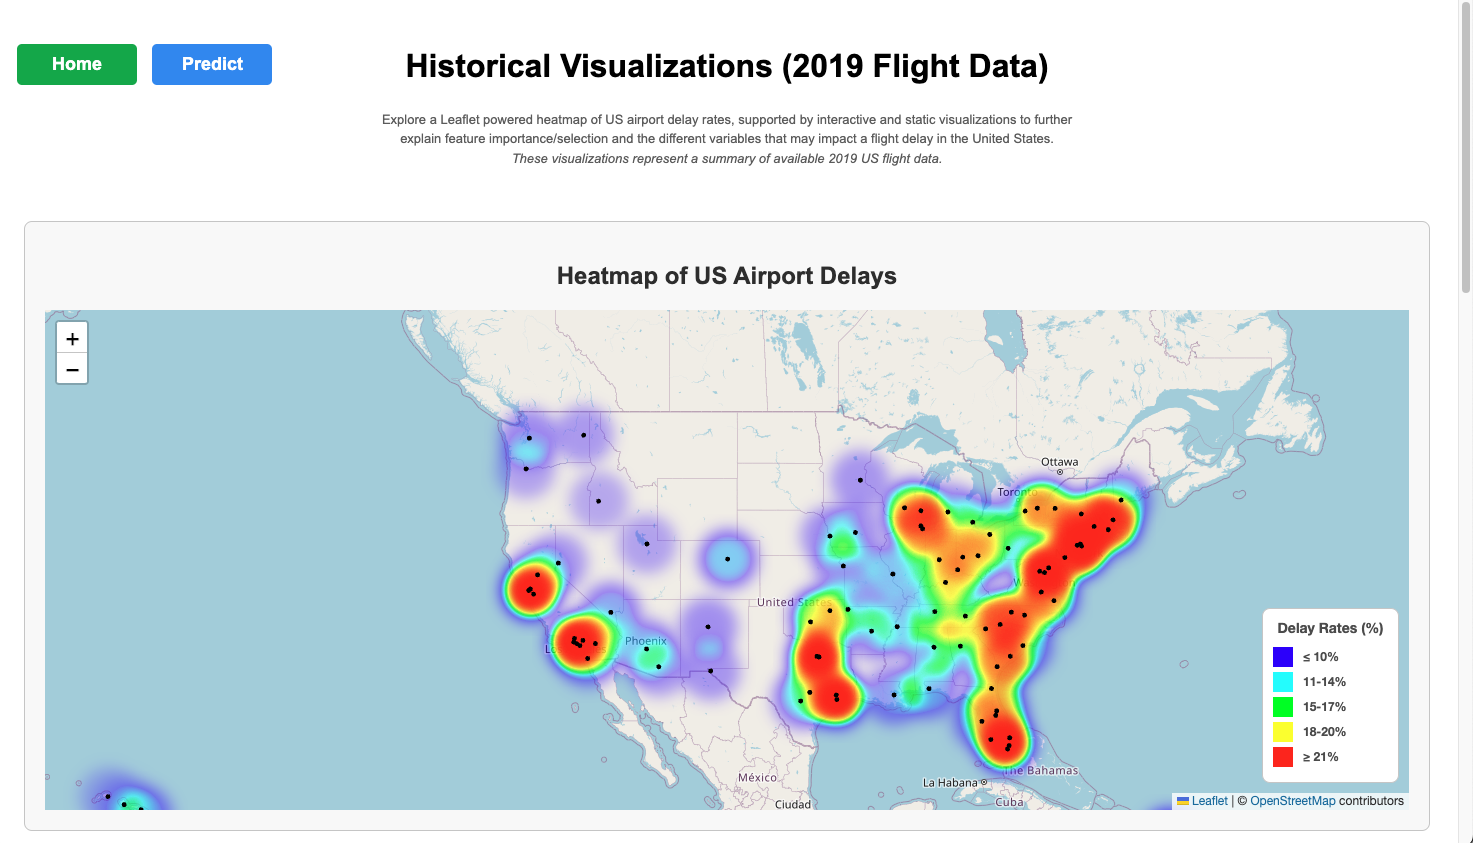 Home
Predict
Historical Visualizations (2019 Flight Data)
Explore a Leaflet powered heatmap of US airport delay rates, supported by interactive and static visualizations to further
explain feature importance/selection and the different variables that may impact a flight delay in the United States.
These visualizations represent a summary of available 2019 US flight data.
Heatmap of US Airport Delays
+
−
Ottawa
Toronto
United States
Phoenix
Delay Rates (%)
≤ 10%
11-14%
15-17%
18-20%
≥ 21%
México
La Habana
The Bahamas
Ciudad
Cuba
Leaflet | © OpenStreetMap contributors